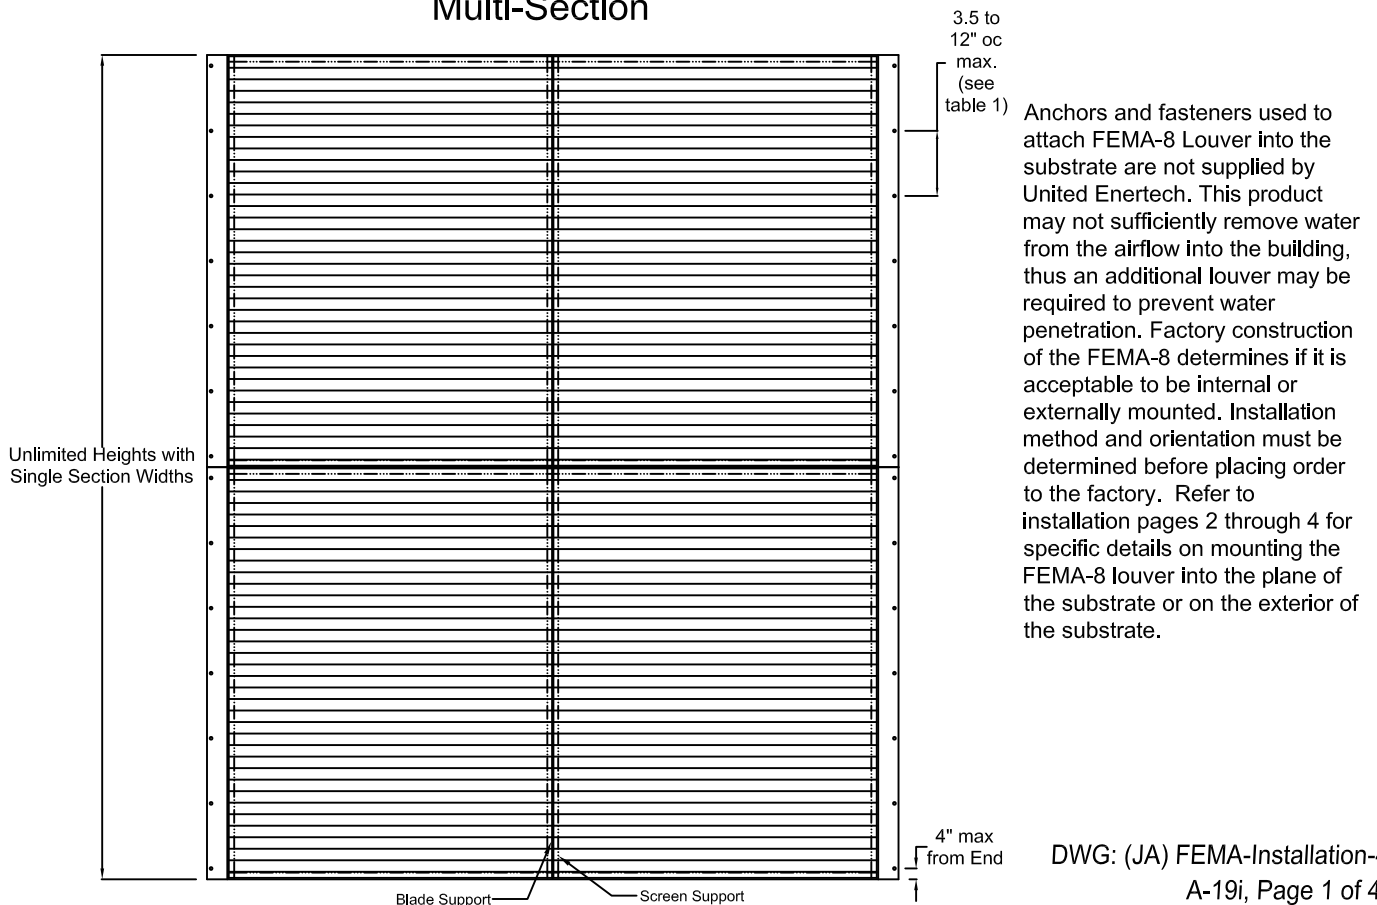 Multi-Section
3.5 to
12" oc
max.
(see
table 1)
Anchors and fasteners used to
attach FEMA-8 Louver into the
substrate are not supplied by
United Enertech. This product
may not sufficiently remove water
from the airflow into the building,
thus an additional louver may be
required to prevent water
penetration. Factory construction
of the FEMA-8 determines if it is
acceptable to be internal or
externally mounted. Installation
method and orientation must be
determined before placing order
to the factory.  Refer to
installation pages 2 through 4 for
specific details on mounting the
FEMA-8 louver into the plane of
the substrate or on the exterior of
the substrate.
Unlimited Heights with
Single Section Widths
4" max
from End
Blade Support
Screen Support
DWG: (JA) FEMA-Installation-4
A-19i, Page 1 of 4